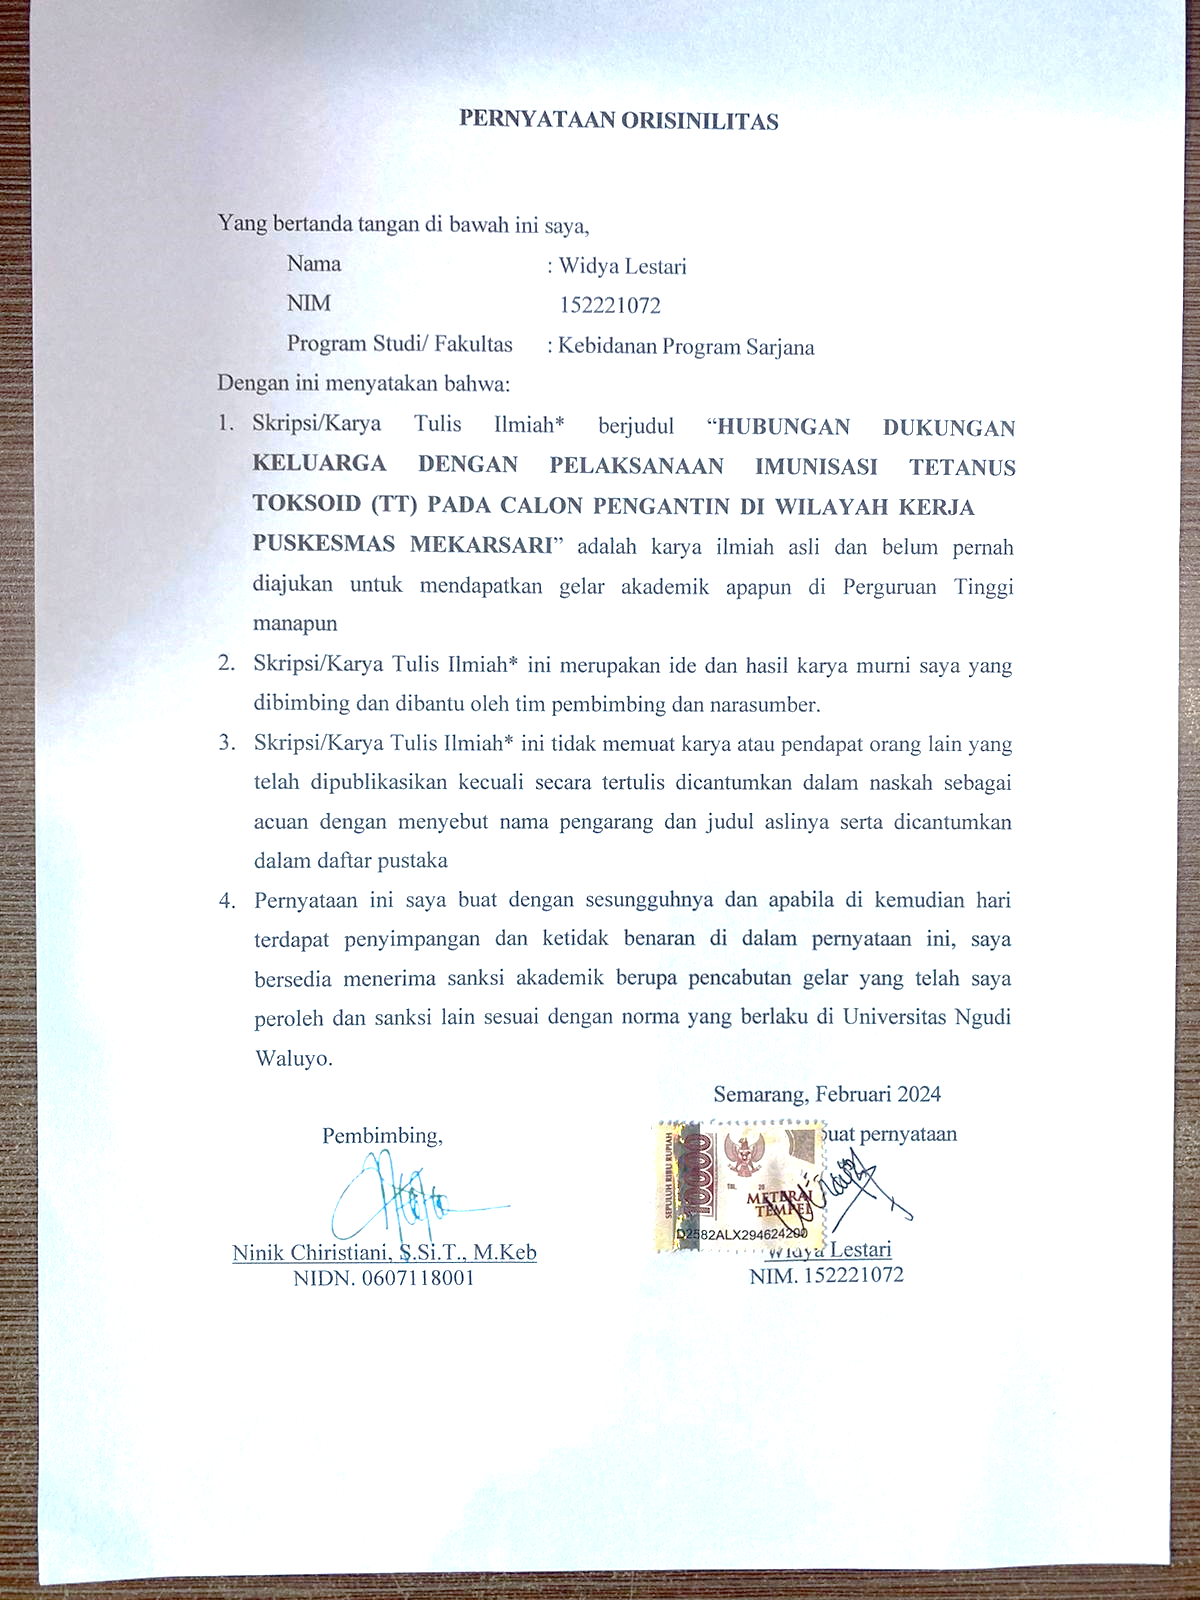 PERNYATAAN ORISINILITAS
Yang bertanda tangan di bawah ini saya,
Nama : Widya Lestari
NIM 152221072
Program Studi/ Fakultas : Kebidanan Program Sarjana
Dengan ini menyatakan bahwa:
1. Skripsi/Karya Tulis Ilmiah* berjudul “HUBUNGAN DUKUNGAN
KELUARGA DENGAN PELAKSANAAN IMUNISASI TETANUS
TOKSOID (TT) PADA CALON PENGANTIN DI WILAYAH KERJA
PUSKESMAS MEKARSARI” adalah karya ilmiah asli dan belum pernah
diajukan untuk mendapatkan gelar akademik apapun di Perguruan Tinggi
manapun
2. Skripsi/Karya Tulis Ilmiah* ini merupakan ide dan hasil karya murni saya yang
dibimbing dan dibantu oleh tim pembimbing dan narasumber.
3. Skripsi/Karya Tulis Ilmiah* ini tidak memuat karya atau pendapat orang lain yang
telah dipublikasikan kecuali secara tertulis dicantumkan dalam naskah sebagai
acuan dengan menyebut nama pengarang dan judul aslinya serta dicantumkan
dalam daftar pustaka
4. Pernyataan ini saya buat dengan sesungguhnya dan apabila di kemudian hari
terdapat penyimpangan dan ketidak benaran di dalam pernyataan ini, saya
bersedia menerima sanksi akademik berupa pencabutan gelar yang telah saya
peroleh dan sanksi lain sesuai dengan norma yang berlaku di Universitas Ngudi
Waluyo.
Semarang, Februari 2024
Pembimbing, buat pernyataan
SEPULUH RIBU RUPIAH
10000
TGL. 20
METERAI
TEMPEL
D2582ALX294624200
Ninik Chiristiani, S.Si.T., M.Keb Widya Lestari
NIDN. 0607118001 NIM. 152221072